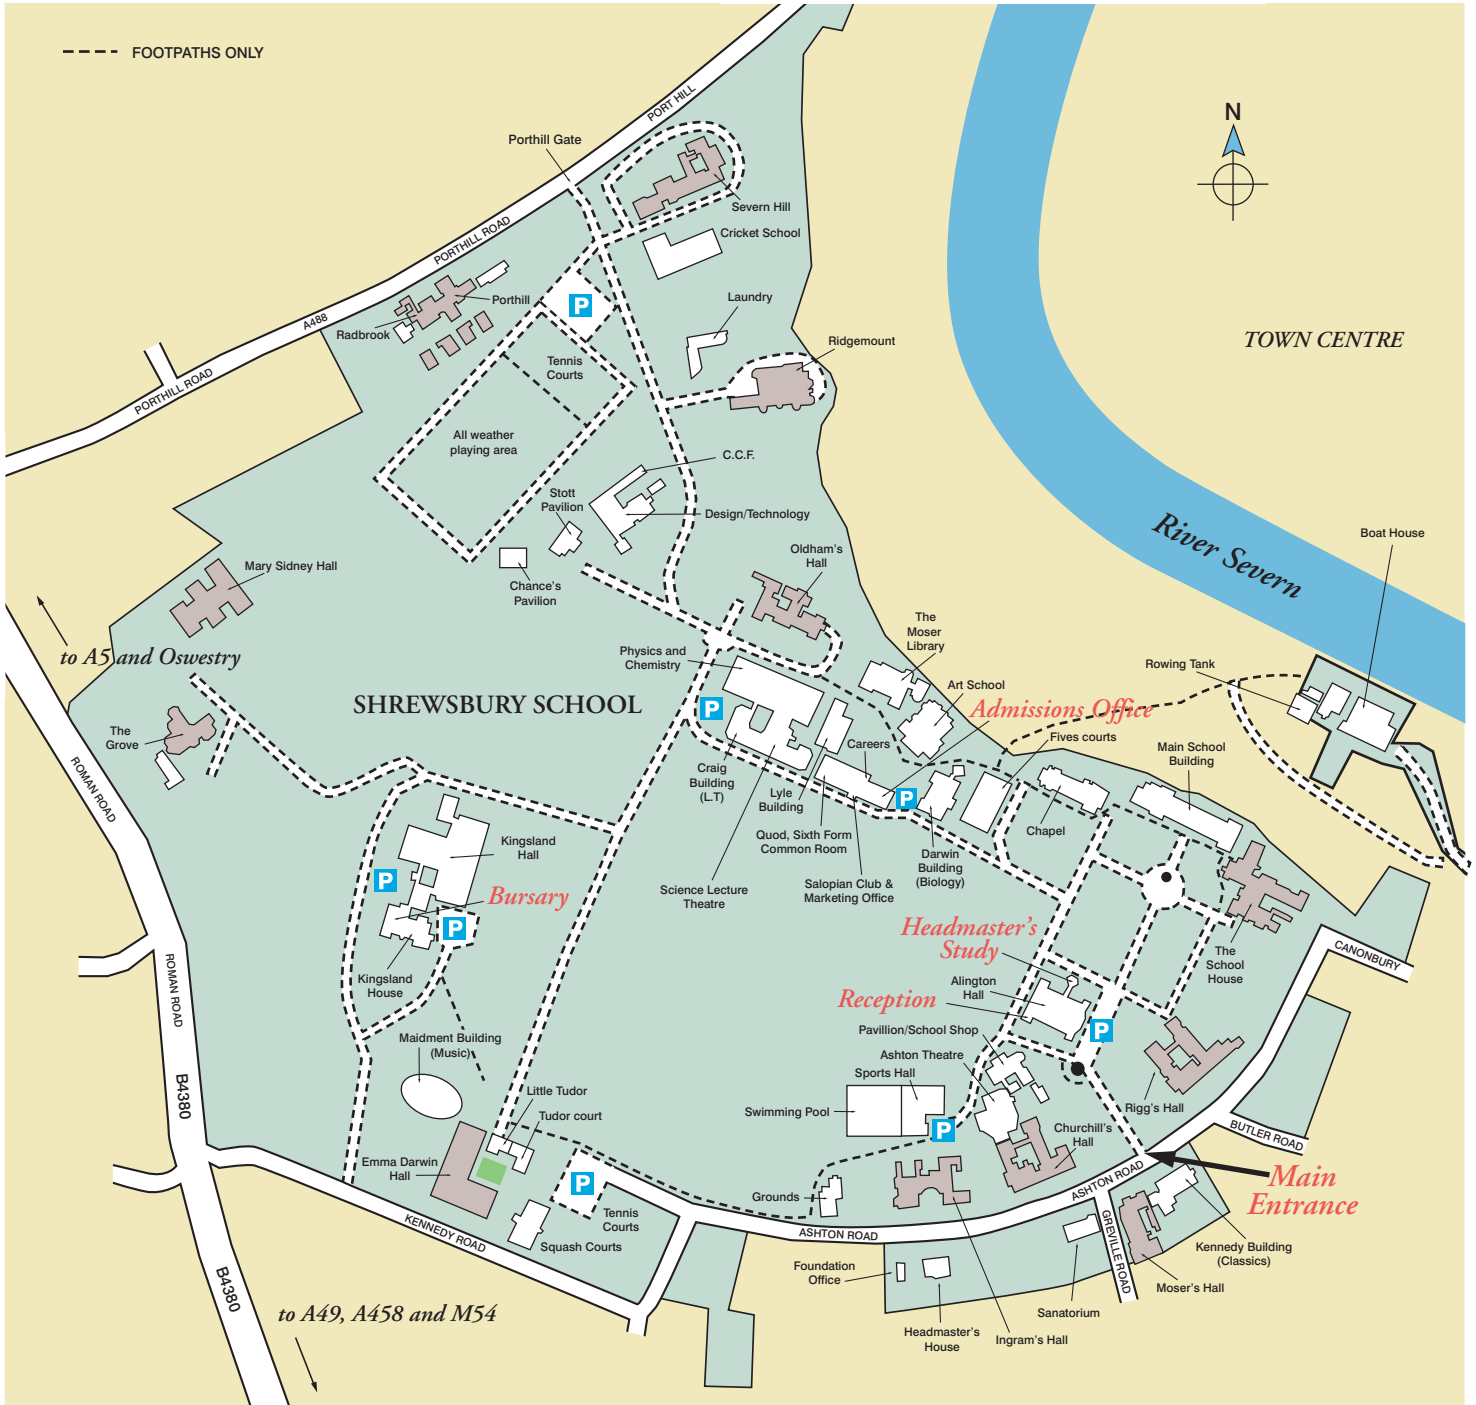 FOOTPATHS ONLY
PORT HILL
N
Porthill Gate
Severn Hill
PORTHILL ROAD
Cricket School
Porthill
Laundry
P
A488
Radbrook
TOWN CENTRE
Ridgemount
Tennis
Courts
PORTHILL ROAD
All weather
playing area
C.C.F.
Stott
Pavilion
Design/Technology
River Severn
Boat House
Oldham's
Hall
Mary Sidney Hall
Chance's
Pavilion
The
Moser
Library
to A5 and Oswestry
Physics and
Chemistry
Rowing Tank
Art School
SHREWSBURY SCHOOL
P
Admissions Office
The
Grove
Careers
Fives courts
Main School
Building
Craig
Building
(L.T)
Lyle
Building
P
ROMAN ROAD
Chapel
Quod, Sixth Form
Common Room
Kingsland
Hall
Darwin
Building
(Biology)
P
Science Lecture
Theatre
Salopian Club &
Marketing Office
Bursary
P
Headmaster's
Study
CANONBURY
The
School
House
ROMAN ROAD
Kingsland
House
Alington
Hall
Reception
P
Pavillion/School Shop
Maidment Building
(Music)
Ashton Theatre
Sports Hall
B4380
Little Tudor
Swimming Pool
Rigg's Hall
Tudor court
P
Churchill's
Hall
BUTLER ROAD
Emma Darwin
Hall
Main
Entrance
P
ASHTON ROAD
Grounds
Tennis
Courts
KENNEDY ROAD
Squash Courts
ASHTON ROAD
GREVILLE ROAD
Kennedy Building
(Classics)
Foundation
Office
B4380
Moser's Hall
to A49, A458 and M54
Sanatorium
Headmaster's
House
Ingram's Hall